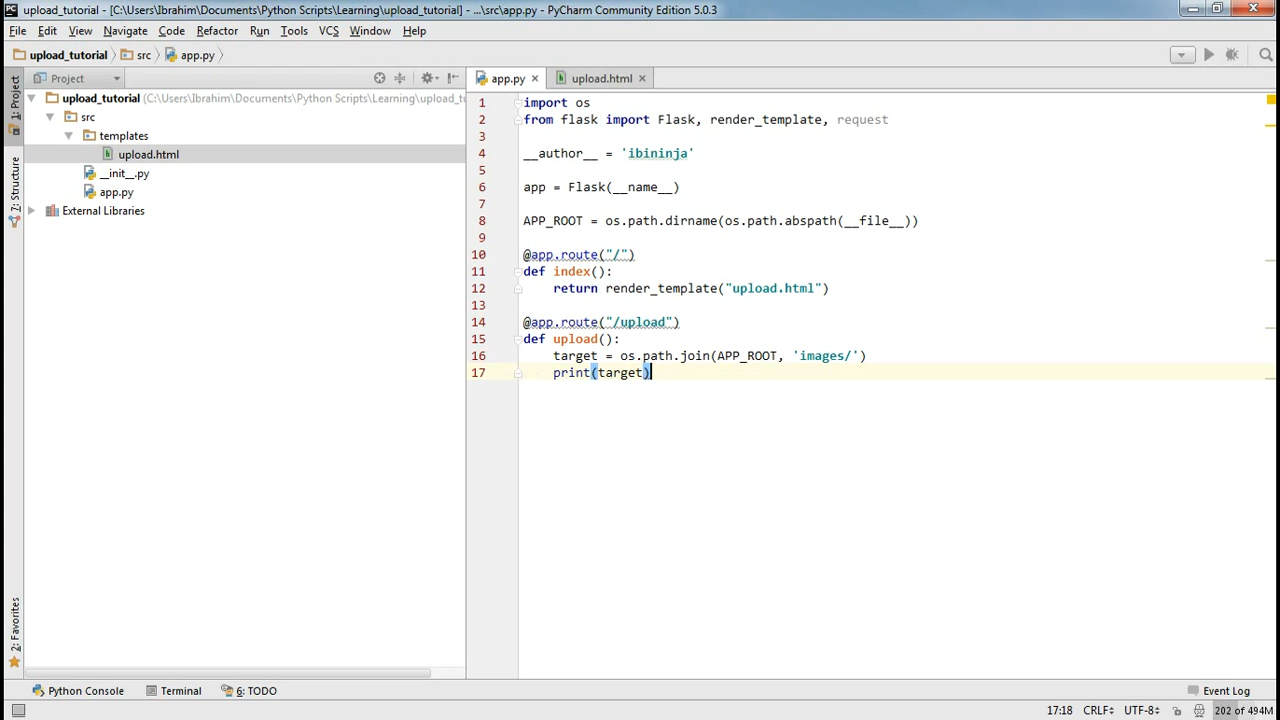 upload_tutorial - [C:\Users\Ibrahim\Documents\Python Scripts\Learning\upload_tutorial] - ...\src\app.py - PyCharm Community Edition 5.0.3
File Edit View Navigate Code Refactor Run Tools VCS Window Help
upload_tutorial src app.py
Project
app.py
upload.html
1: Project
7: Structure
2: Favorites
upload_tutorial (C:\Users\Ibrahim\Documents\Python Scripts\Learning\upload_t
src
templates
upload.html
__init__.py
app.py
External Libraries
1 import os
2 from flask import Flask, render_template, request
3
4 __author__ = 'ibininja'
5
6 app = Flask(__name__)
7
8 APP_ROOT = os.path.dirname(os.path.abspath(__file__))
9
10 @app.route("/")
11 def index():
12 return render_template("upload.html")
13
14 @app.route("/upload")
15 def upload():
16 target = os.path.join(APP_ROOT, 'images/')
17 print(target)
Python Console Terminal 6: TODO Event Log
17:18 CRLF UTF-8 202 of 494M